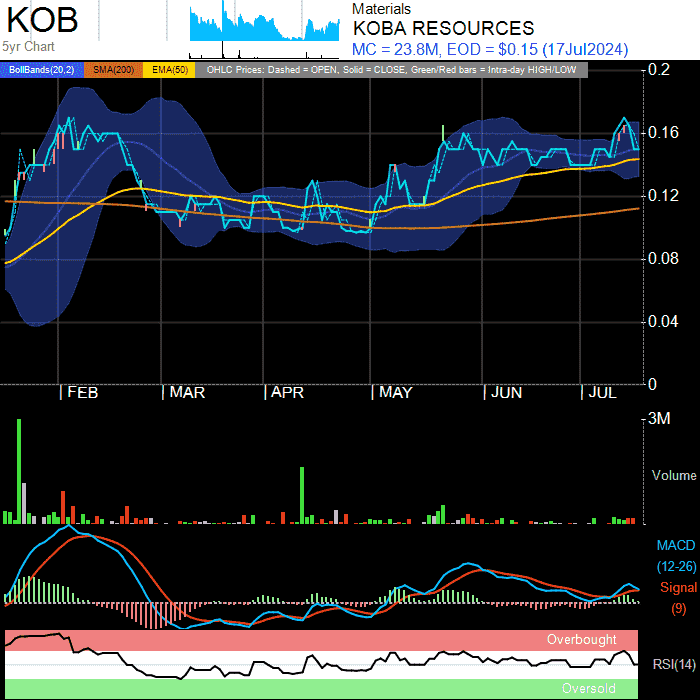 KOB
5yr Chart
Materials
KOBA RESOURCES
MC = 23.8M, EOD = $0.15 (17Jul2024)
BollBands(20,2) SMA(200) EMA(50) OHLC Prices: Dashed = OPEN, Solid = CLOSE, Green/Red bars = Intra-day HIGH/LOW
0.2
0.16
0.12
0.08
0.04
0
FEB MAR APR MAY JUN JUL
3M
Volume
MACD
(12-26)
Signal
(9)
Overbought
RSI(14)
Oversold